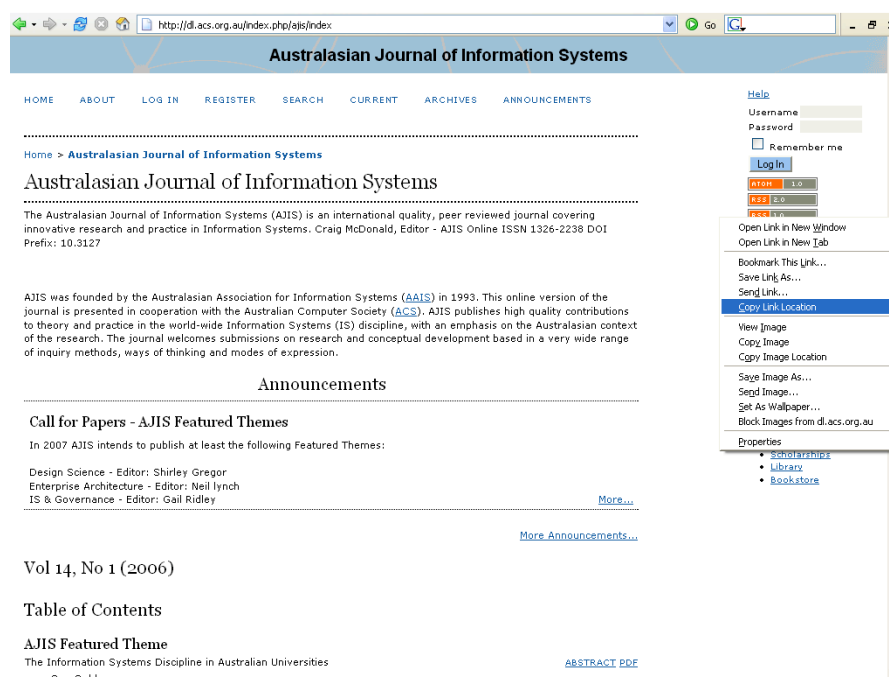 http://dl.acs.org.au/index.php/ajis/index
Go
Australasian Journal of Information Systems
HOME ABOUT LOG IN REGISTER SEARCH CURRENT ARCHIVES ANNOUNCEMENTS
Home > Australasian Journal of Information Systems
Australasian Journal of Information Systems
The Australasian Journal of Information Systems (AJIS) is an international quality, peer reviewed journal covering
innovative research and practice in Information Systems. Craig McDonald, Editor - AJIS Online ISSN 1326-2238 DOI
Prefix: 10.3127
AJIS was founded by the Australasian Association for Information Systems (AAIS) in 1993. This online version of the
journal is presented in cooperation with the Australian Computer Society (ACS). AJIS publishes high quality contributions
to theory and practice in the world-wide Information Systems (IS) discipline, with an emphasis on the Australasian context
of the research. The journal welcomes submissions on research and conceptual development based in a very wide range
of inquiry methods, ways of thinking and modes of expression.
Announcements
Call for Papers - AJIS Featured Themes
In 2007 AJIS intends to publish at least the following Featured Themes:
Design Science - Editor: Shirley Gregor
Enterprise Architecture - Editor: Neil lynch
IS & Governance - Editor: Gail Ridley
More...
More Announcements...
Vol 14, No 1 (2006)
Table of Contents
AJIS Featured Theme
The Information Systems Discipline in Australian Universities
ABSTRACT PDF
Help
Username
Password
Remember me
Log In
ATOM 1.0
RSS 2.0
RSS 1.0
Open Link in New Window
Open Link in New Tab
Bookmark This Link...
Save Link As...
Send Link...
Copy Link Location
View Image
Copy Image
Copy Image Location
Save Image As...
Send Image...
Set As Wallpaper...
Block Images from dl.acs.org.au
Properties
Scholarships
Library
Bookstore